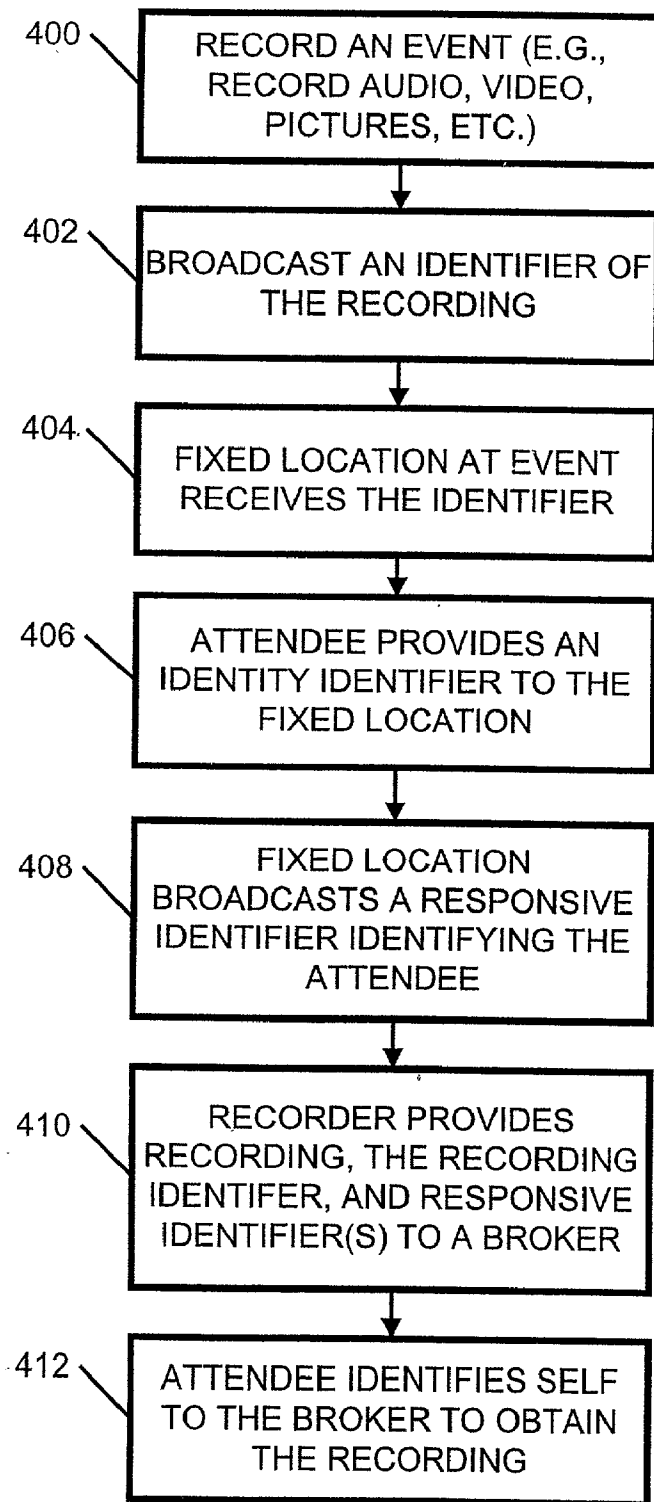 400
RECORD AN EVENT (E.G.,
RECORD AUDIO, VIDEO,
PICTURES, ETC.)
402
BROADCAST AN IDENTIFIER OF
THE RECORDING
404
FIXED LOCATION AT EVENT
RECEIVES THE IDENTIFIER
406
ATTENDEE PROVIDES AN
IDENTITY IDENTIFIER TO THE
FIXED LOCATION
408
FIXED LOCATION
BROADCASTS A RESPONSIVE
IDENTIFIER IDENTIFYING THE
ATTENDEE
410
RECORDER PROVIDES
RECORDING, THE RECORDING
IDENTIFER, AND RESPONSIVE
IDENTIFIER(S) TO A BROKER
412
ATTENDEE IDENTIFIES SELF
TO THE BROKER TO OBTAIN
THE RECORDING